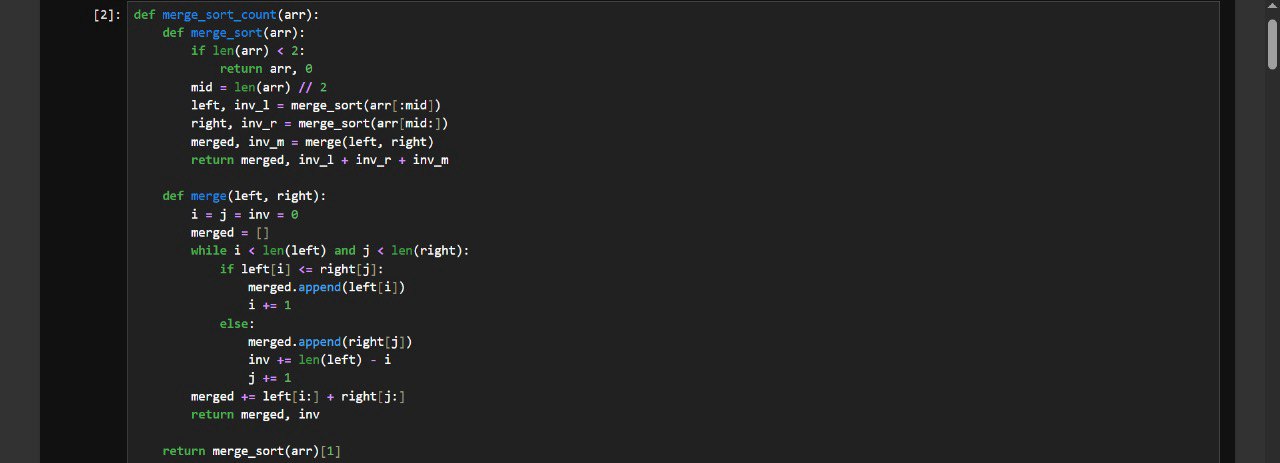 [2]: def merge_sort_count(arr):
    def merge_sort(arr):
        if len(arr) < 2:
            return arr, 0
        mid = len(arr) // 2
        left, inv_l = merge_sort(arr[:mid])
        right, inv_r = merge_sort(arr[mid:])
        merged, inv_m = merge(left, right)
        return merged, inv_l + inv_r + inv_m

    def merge(left, right):
        i = j = inv = 0
        merged = []
        while i < len(left) and j < len(right):
            if left[i] <= right[j]:
                merged.append(left[i])
                i += 1
            else:
                merged.append(right[j])
                inv += len(left) - i
                j += 1
        merged += left[i:] + right[j:]
        return merged, inv

    return merge_sort(arr)[1]